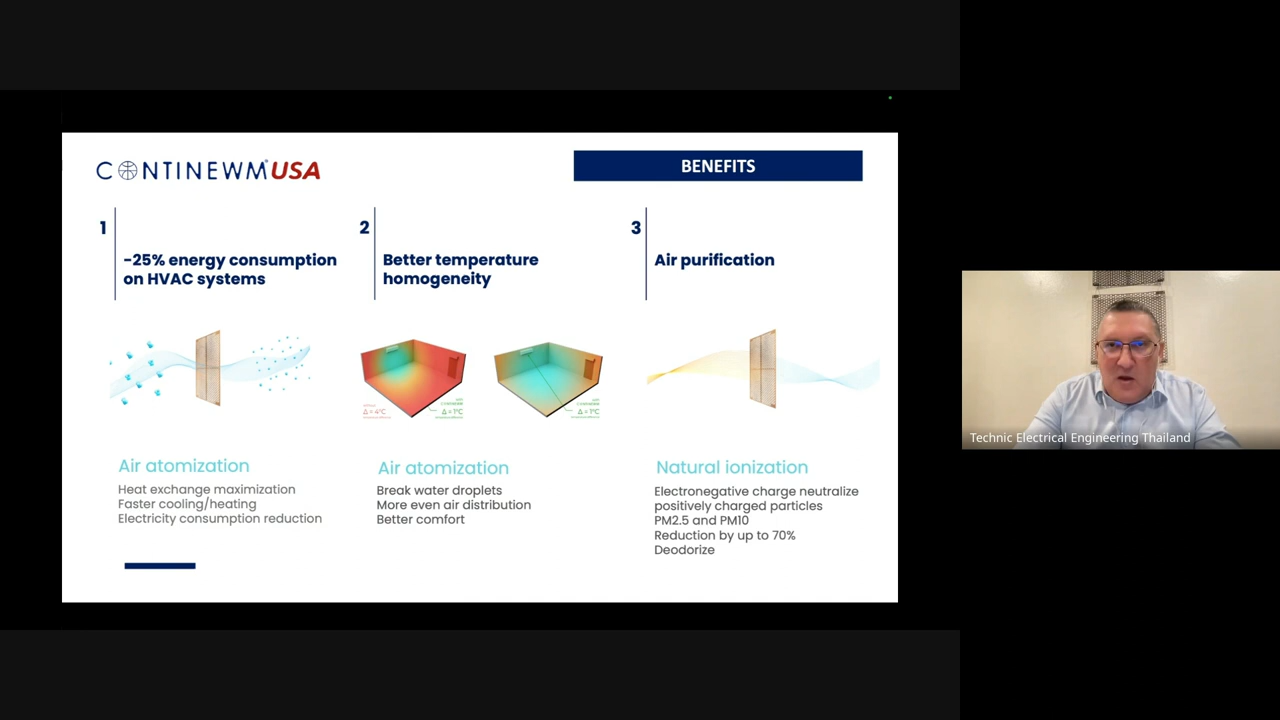 CONTINEWM USA
BENEFITS
1
-25% energy consumption
on HVAC systems
2
Better temperature
homogeneity
3
Air purification
Δ = 4°C
Δ = 1°C
Δ = 1°C
Air atomization
Heat exchange maximization
Faster cooling/heating
Electricity consumption reduction
Air atomization
Break water droplets
More even air distribution
Better comfort
Natural ionization
Electronegative charge neutralize
positively charged particles
PM2.5 and PM10
Reduction by up to 70%
Deodorize
Technic Electrical Engineering Thailand